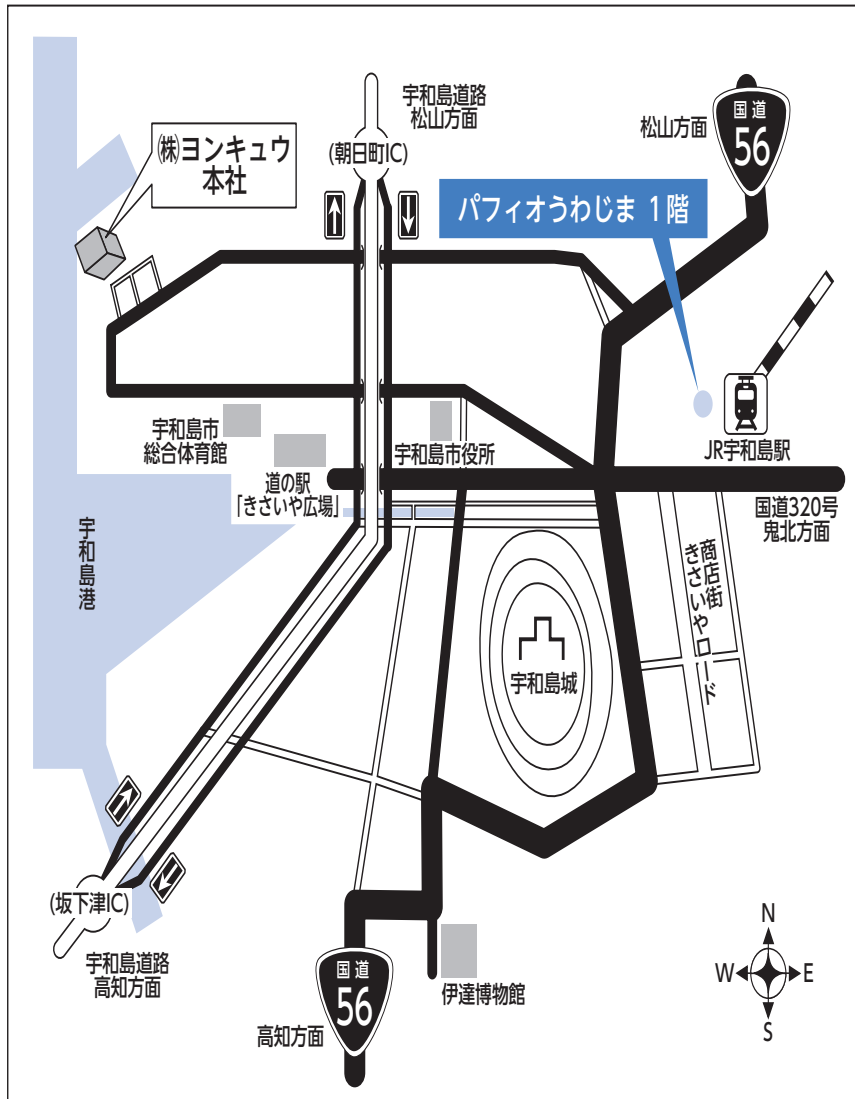 宇和島道路
松山方面
松山方面
国道
56
(株)ヨンキュウ
本社
(朝日町IC)
パフィオうわじま 1階
宇和島市
総合体育館
宇和島市役所
JR宇和島駅
道の駅
「きさいや広場」
国道320号
鬼北方面
宇和島港
商店街
きさいやロード
宇和島城
(坂下津IC)
宇和島道路
高知方面
国道
56
高知方面
伊達博物館
N
W
E
S